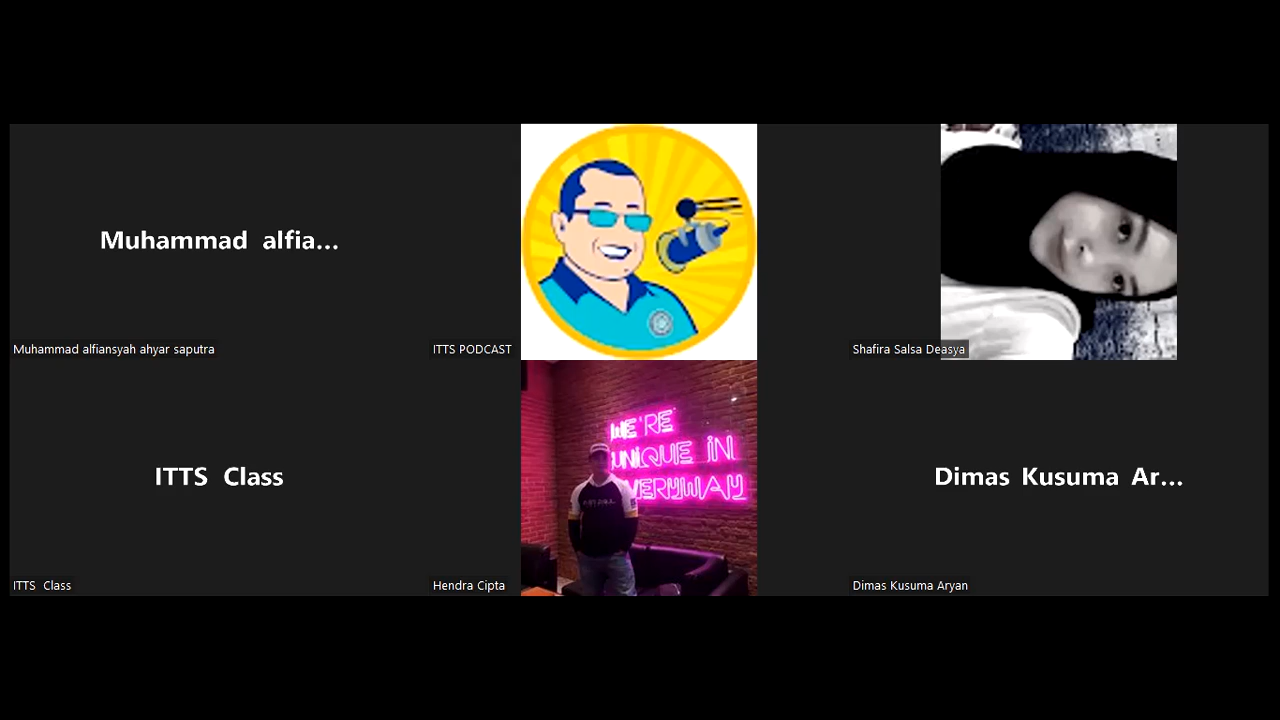 Muhammad alfia...
Muhammad alfiansyah ahyar saputra
ITTS PODCAST
Shafira Salsa Deasya
ITTS Class
WE'RE
UNIQUE IN
EVERYWAY
Dimas Kusuma Ar...
ITTS Class
Hendra Cipta
Dimas Kusuma Aryan